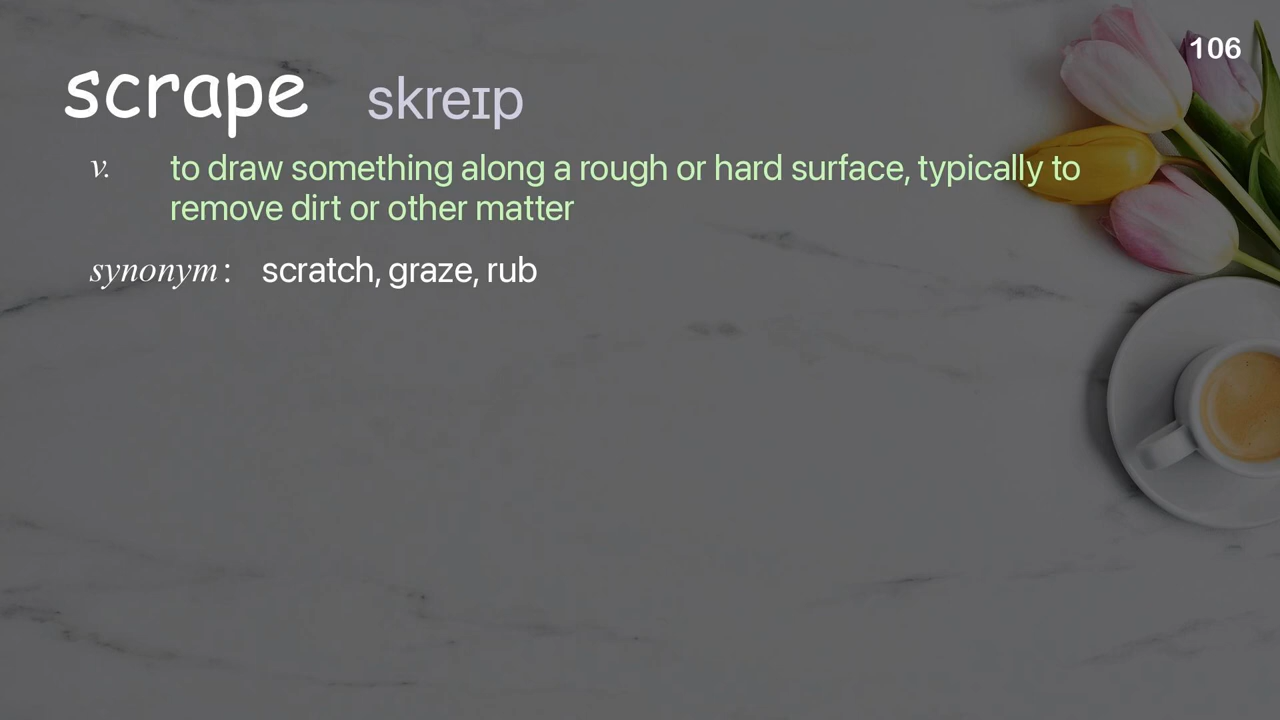 106
scrape skreɪp
v. to draw something along a rough or hard surface, typically to
remove dirt or other matter
synonym: scratch, graze, rub